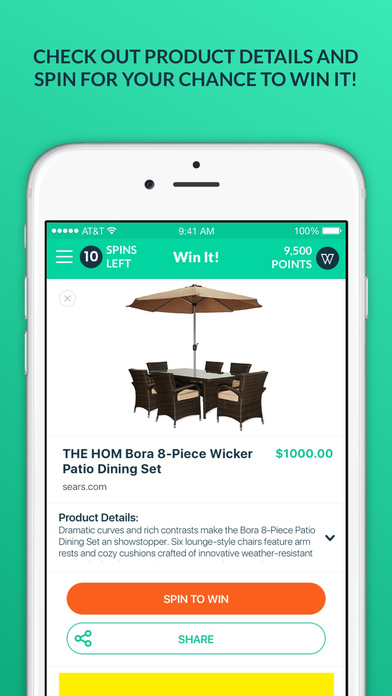 CHECK OUT PRODUCT DETAILS AND
SPIN FOR YOUR CHANCE TO WIN IT!
AT&T 9:41 AM 100%
10 SPINS LEFT
Win It!
9,500 POINTS W
THE HOM Bora 8-Piece Wicker
Patio Dining Set
$1000.00
sears.com
Product Details:
Dramatic curves and rich contrasts make the Bora 8-Piece Patio
Dining Set an showstopper. Six lounge-style chairs feature arm
rests and cozy cushions crafted of innovative weather-resistant
SPIN TO WIN
SHARE